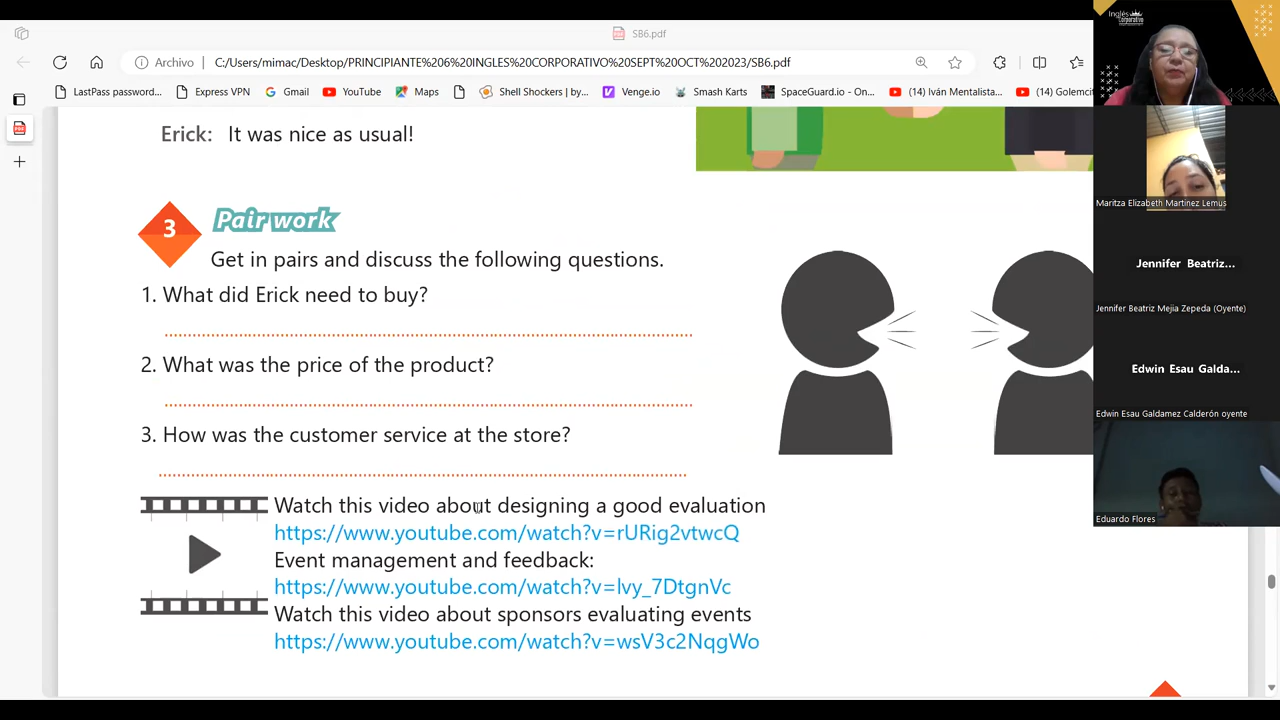 SB6.pdf
Archivo
C:/Users/mimac/Desktop/PRINCIPIANTE%206%20INGLES%20CORPORATIVO%20SEPT%20OCT%202023/SB6.pdf
LastPass password...
Express VPN
Gmail
YouTube
Maps
Shell Shockers | by...
Venge.io
Smash Karts
SpaceGuard.io - On...
(14) Iván Mentalista...
(14) Golemcit
Erick: It was nice as usual!
3
Pair work
Get in pairs and discuss the following questions.
1. What did Erick need to buy?
2. What was the price of the product?
3. How was the customer service at the store?
Watch this video about designing a good evaluation
https://www.youtube.com/watch?v=rURig2vtwcQ
Event management and feedback:
https://www.youtube.com/watch?v=lvy_7DtgnVc
Watch this video about sponsors evaluating events
https://www.youtube.com/watch?v=wsV3c2NqgWo
Inglés
Corporativo
Maritza Elizabeth Martinez Lemus
Jennifer Beatriz...
Jennifer Beatriz Mejia Zepeda (Oyente)
Edwin Esau Galda...
Edwin Esau Galdamez Calderón oyente
Eduardo Flores